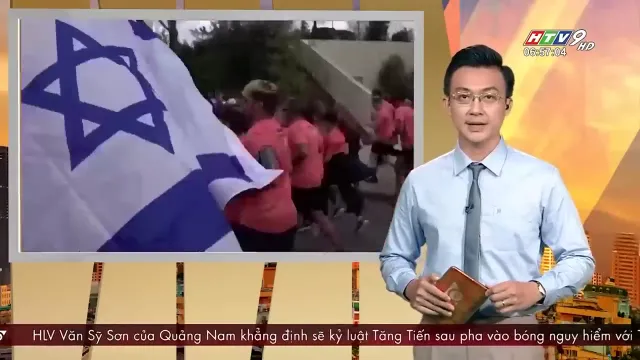 HTV9 HD
06:57:04
HLV Văn Sỹ Sơn của Quảng Nam khẳng định sẽ kỷ luật Tăng Tiến sau pha vào bóng nguy hiểm với